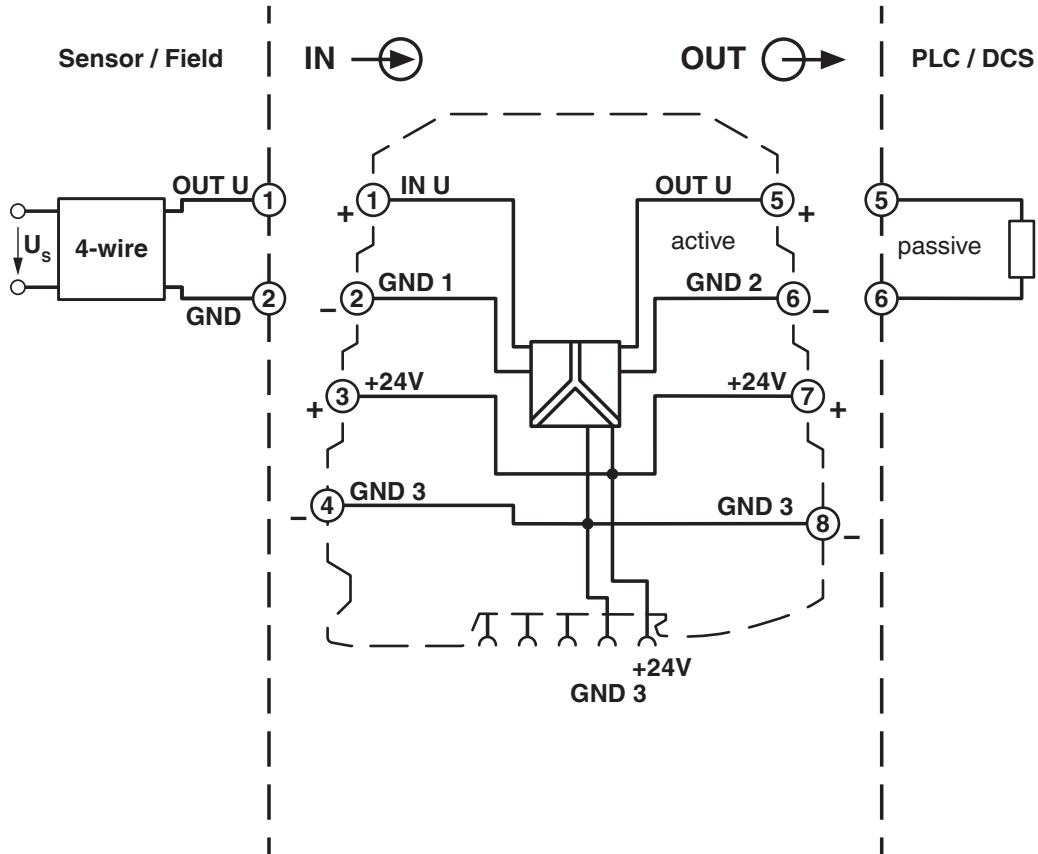 Sensor / Field IN OUT PLC / DCS
OUT U 1 1 IN U OUT U 5 5
+ +
Us 4-wire active passive
2 2 GND 1 GND 2 6 6
GND − −
3 +24V +24V 7
+ +
4 GND 3 GND 3 8
− −
+24V
GND 3